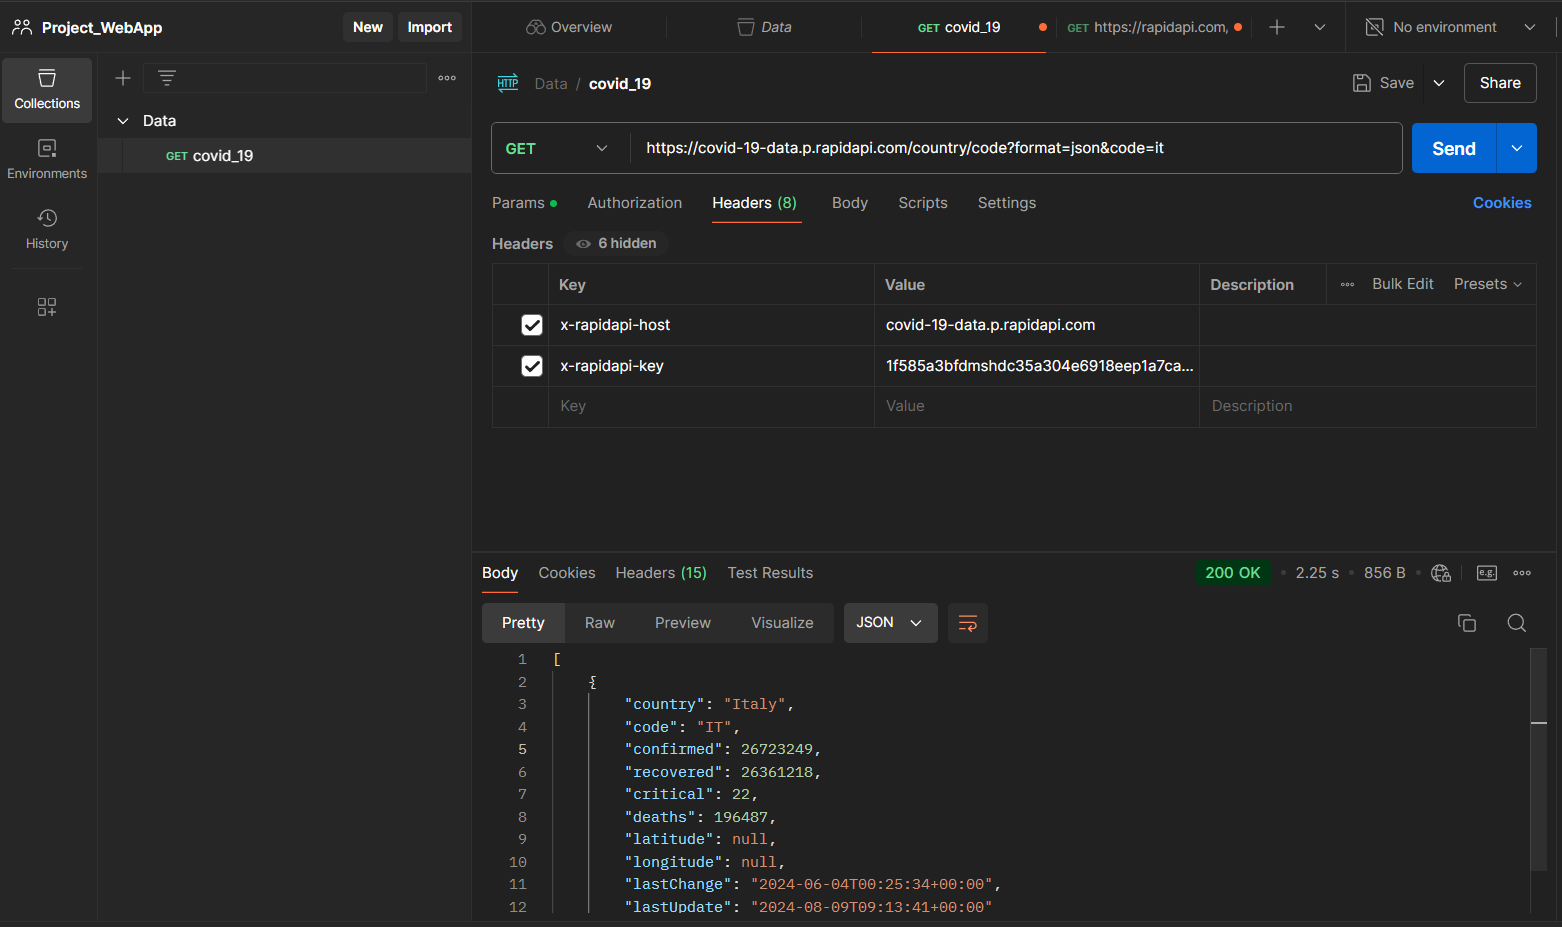 Project_WebApp New Import Overview Data GET covid_19 GET https://rapidapi.com, No environment
Collections
Environments
History
Data
GET covid_19
HTTP Data / covid_19 Save Share
GET https://covid-19-data.p.rapidapi.com/country/code?format=json&code=it Send
Params Authorization Headers (8) Body Scripts Settings Cookies
Headers 6 hidden
Key Value Description Bulk Edit Presets
x-rapidapi-host covid-19-data.p.rapidapi.com
x-rapidapi-key 1f585a3bfdmshdc35a304e6918eep1a7ca...
Key Value Description
Body Cookies Headers (15) Test Results 200 OK 2.25 s 856 B e.g.
Pretty Raw Preview Visualize JSON
1 [
2 {
3 "country": "Italy",
4 "code": "IT",
5 "confirmed": 26723249,
6 "recovered": 26361218,
7 "critical": 22,
8 "deaths": 196487,
9 "latitude": null,
10 "longitude": null,
11 "lastChange": "2024-06-04T00:25:34+00:00",
12 "lastUpdate": "2024-08-09T09:13:41+00:00"